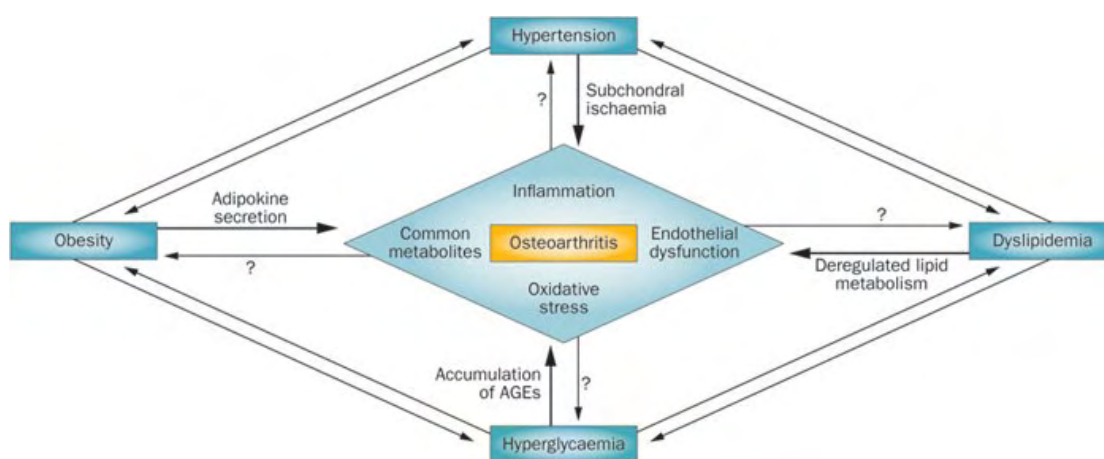 Hypertension
?
Subchondral
ischaemia
Inflammation
Adipokine
secretion
Obesity
?
Common
metabolites
Osteoarthritis
Endothelial
dysfunction
?
Dyslipidemia
Deregulated lipid
metabolism
Oxidative
stress
Accumulation
of AGEs
?
Hyperglycaemia